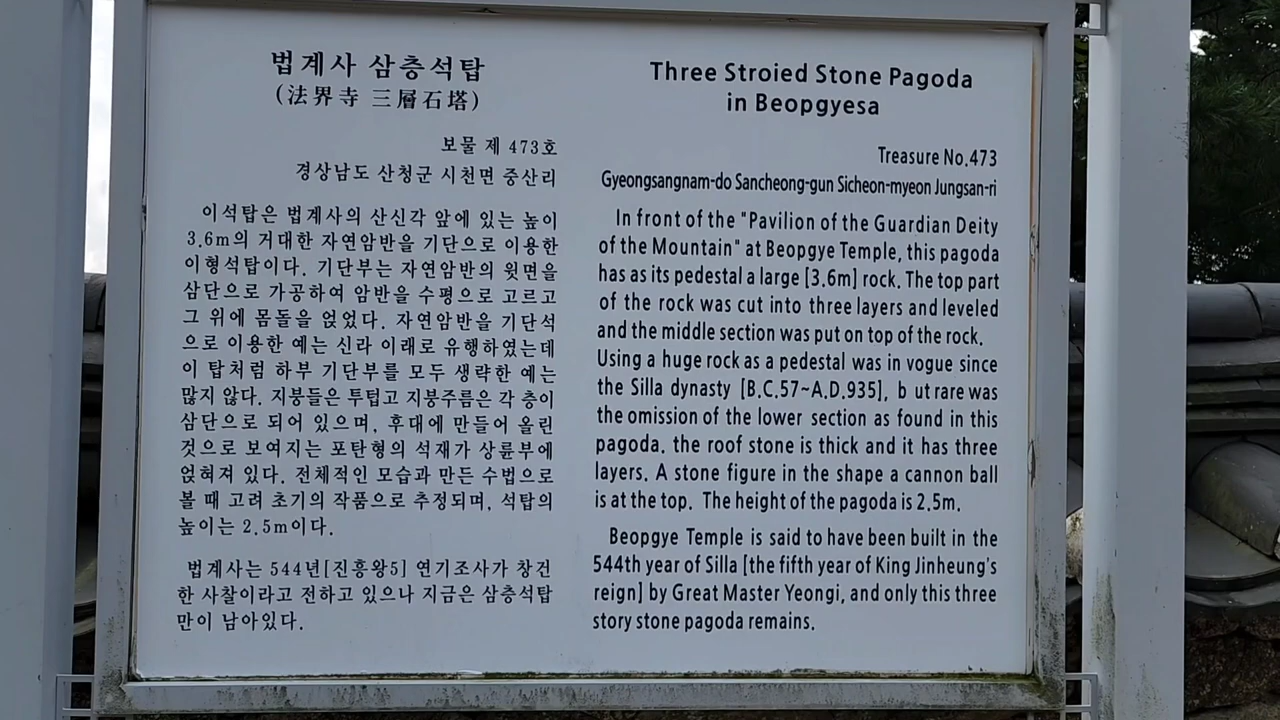 법계사 삼층석탑
(法界寺 三層石塔)
보물 제 473호
경상남도 산청군 시천면 중산리
이석탑은 법계사의 산신각 앞에 있는 높이
3.6m의 거대한 자연암반을 기단으로 이용한
이형석탑이다. 기단부는 자연암반의 윗면을
삼단으로 가공하여 암반을 수평으로 고르고
그 위에 몸돌을 얹었다. 자연암반을 기단석
으로 이용한 예는 신라 이래로 유행하였는데
이 탑처럼 하부 기단부를 모두 생략한 예는
많지 않다. 지붕돌은 투텁고 지붕주름은 각 층이
삼단으로 되어 있으며, 후대에 만들어 올린
것으로 보여지는 포탄형의 석재가 상륜부에
얹혀져 있다. 전체적인 모습과 만든 수법으로
볼 때 고려 초기의 작품으로 추정되며, 석탑의
높이는 2.5m이다.
법계사는 544년[진흥왕5] 연기조사가 창건
한 사찰이라고 전하고 있으나 지금은 삼층석탑
만이 남아있다.
Three Stroied Stone Pagoda
in Beopgyesa
Treasure No.473
Gyeongsangnam-do Sancheong-gun Sicheon-myeon Jungsan-ri
In front of the "Pavilion of the Guardian Deity
of the Mountain" at Beopgye Temple, this pagoda
has as its pedestal a large [3.6m] rock. The top part
of the rock was cut into three layers and leveled
and the middle section was put on top of the rock.
Using a huge rock as a pedestal was in vogue since
the Silla dynasty [B.C.57~A.D.935], b ut rare was
the omission of the lower section as found in this
pagoda. the roof stone is thick and it has three
layers. A stone figure in the shape a cannon ball
is at the top. The height of the pagoda is 2.5m.
Beopgye Temple is said to have been built in the
544th year of Silla [the fifth year of King Jinheung's
reign] by Great Master Yeongi, and only this three
story stone pagoda remains.